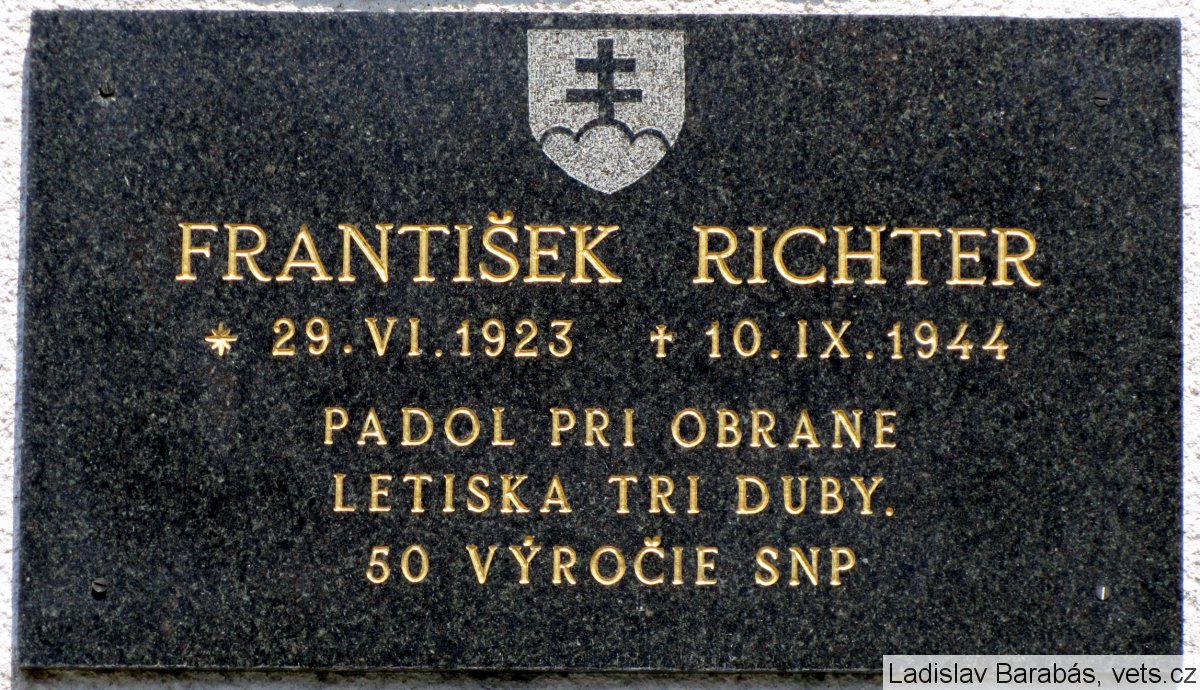 FRANTIŠEK RICHTER
* 29.VI.1923 † 10.IX.1944
PADOL PRI OBRANE
LETISKA TRI DUBY.
50 VÝROČIE SNP
Ladislav Barabás, vets.cz